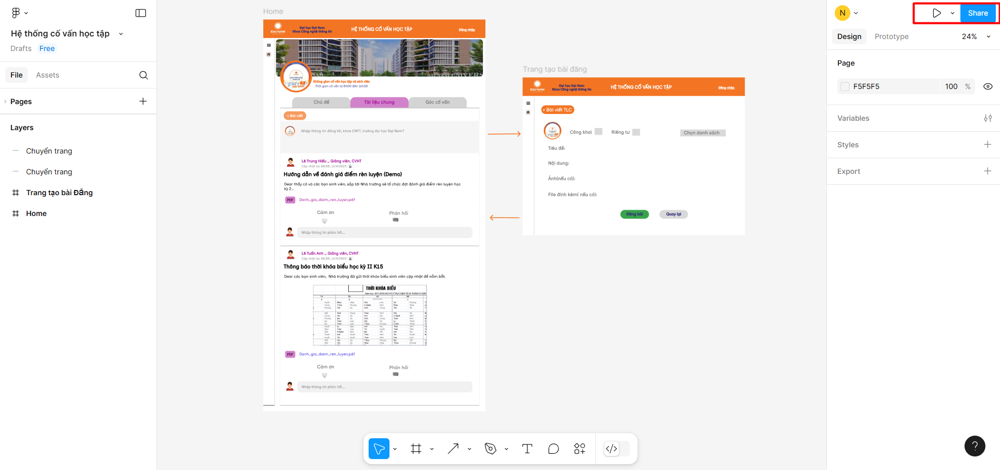 Hệ thống cố vấn học tập
Drafts Free
File Assets
Pages
Layers
Chuyển trang
Chuyển trang
Trang tạo bài Đăng
Home
Home
ĐẠI NAM
Đại học Đại Nam
Khoa Công nghệ thông tin
HỆ THỐNG CỐ VẤN HỌC TẬP
Đăng nhập
Không gian cố vấn học tập và sinh viên
Thời gian cố vấn từ 8h00 đến 16h30
Chủ đề
Tài liệu chung
Góc cố vấn
+ Bài viết
Nhập thông tin đăng tải, khoa CNTT, trường đại học Đại Nam?
Lê Trung Hiếu _ Giảng viên, CVHT
Cập nhật lúc 08.00, 11/4/2025
Hướng dẫn về đánh giá điểm rèn luyện (Demo)
Dear thầy cô và các bạn sinh viên, sắp tới Nhà trường sẽ tổ chức đợt đánh giá điểm rèn luyện học
kỳ 2...
PDF Danh_gia_diem_ren_luyen.pdf
Cảm ơn
Phản hồi
Nhập thông tin phản hồi...
Lê Tuấn Anh _ Giảng viên, CVHT
Cập nhật lúc 08.00, 11/4/2025
Thông báo thời khóa biểu học kỳ II K15
Dear các bạn sinh viên, Nhà trường đã gửi thời khóa biểu sinh viên cập nhật để nắm bắt.
THỜI KHÓA BIỂU
PDF Danh_gia_diem_ren_luyen.pdf
Cảm ơn
Phản hồi
Nhập thông tin phản hồi...
Trang tạo bài đăng
ĐẠI NAM
Đại học Đại Nam
Khoa Công nghệ thông tin
HỆ THỐNG CỐ VẤN HỌC TẬP
Đăng nhập
+ Bài viết TLC
Công khai
Riêng tư
Chọn danh sách
Tiêu đề:
Nội dung:
Ảnh(nếu có):
File đính kèm( nếu có):
Đăng bài
Quay lại
N
Share
Design Prototype 24%
Page
F5F5F5 100 %
Variables
Styles
Export
?